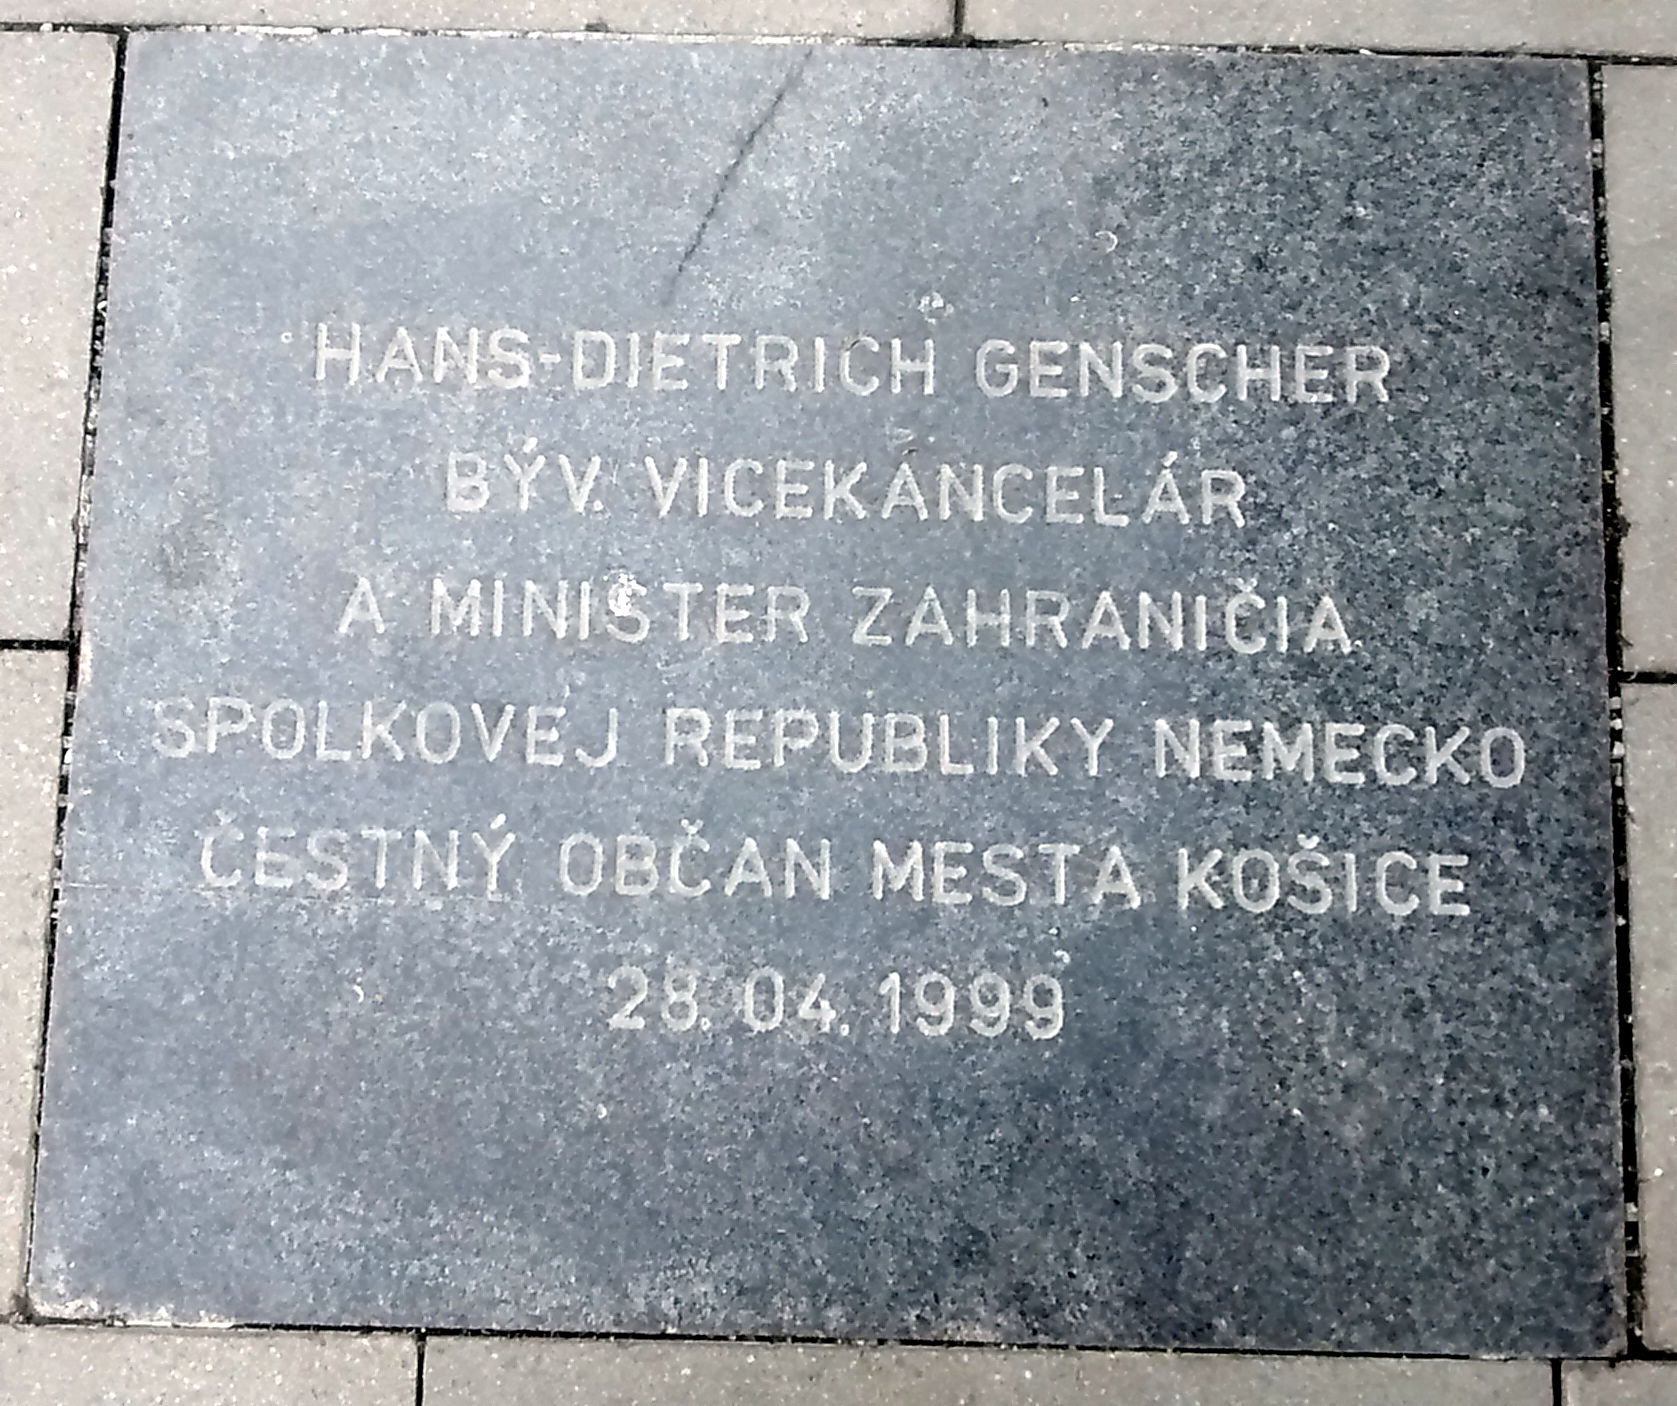 HANS-DIETRICH GENSCHER
BÝV. VICEKANCELÁR
A MINISTER ZAHRANIČIA
SPOLKOVEJ REPUBLIKY NEMECKO
ČESTNÝ OBČAN MESTA KOŠICE
28. 04. 1999